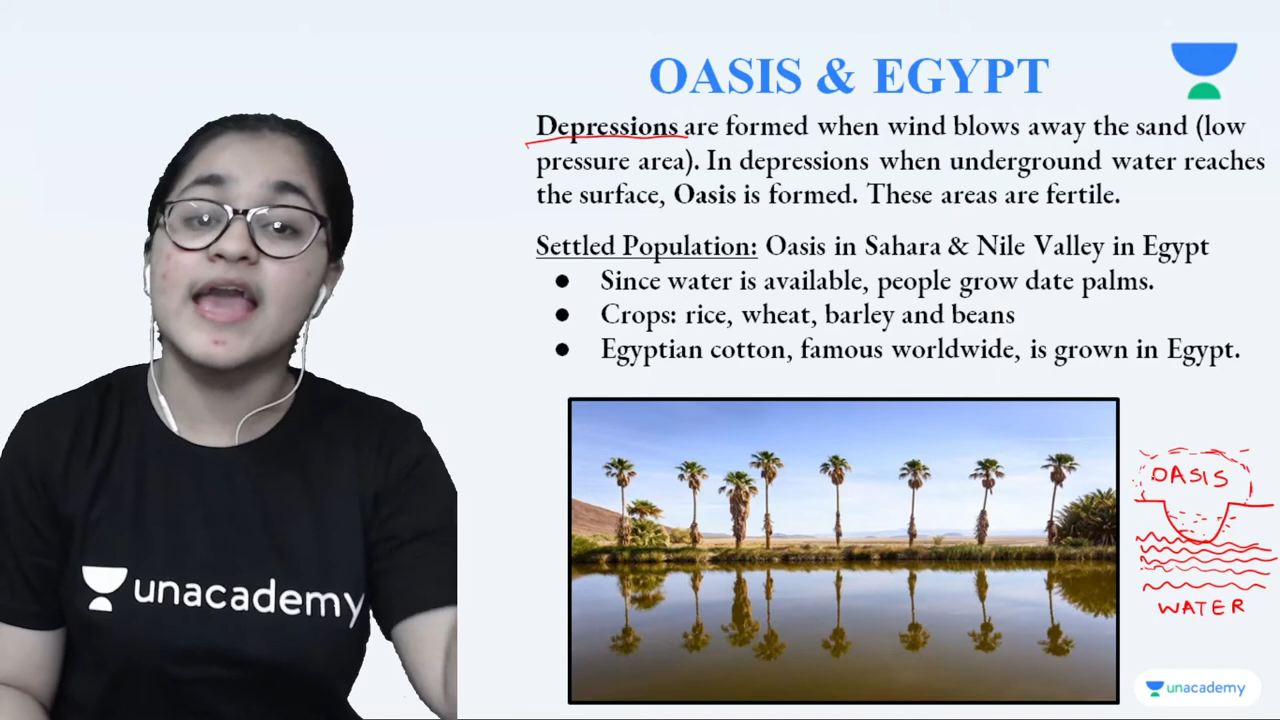 OASIS & EGYPT
Depressions are formed when wind blows away the sand (low
pressure area). In depressions when underground water reaches
the surface, Oasis is formed. These areas are fertile.
Settled Population: Oasis in Sahara & Nile Valley in Egypt
● Since water is available, people grow date palms.
● Crops: rice, wheat, barley and beans
● Egyptian cotton, famous worldwide, is grown in Egypt.
OASIS
WATER
unacademy
unacademy